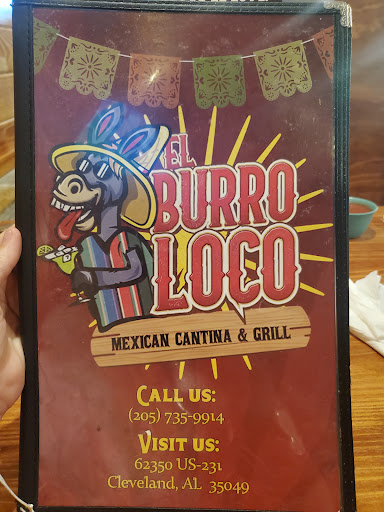 EL
BURRO
LOCO
MEXICAN CANTINA & GRILL
CALL US:
(205) 735-9914
VISIT US:
62350 US-231
Cleveland, AL 35049